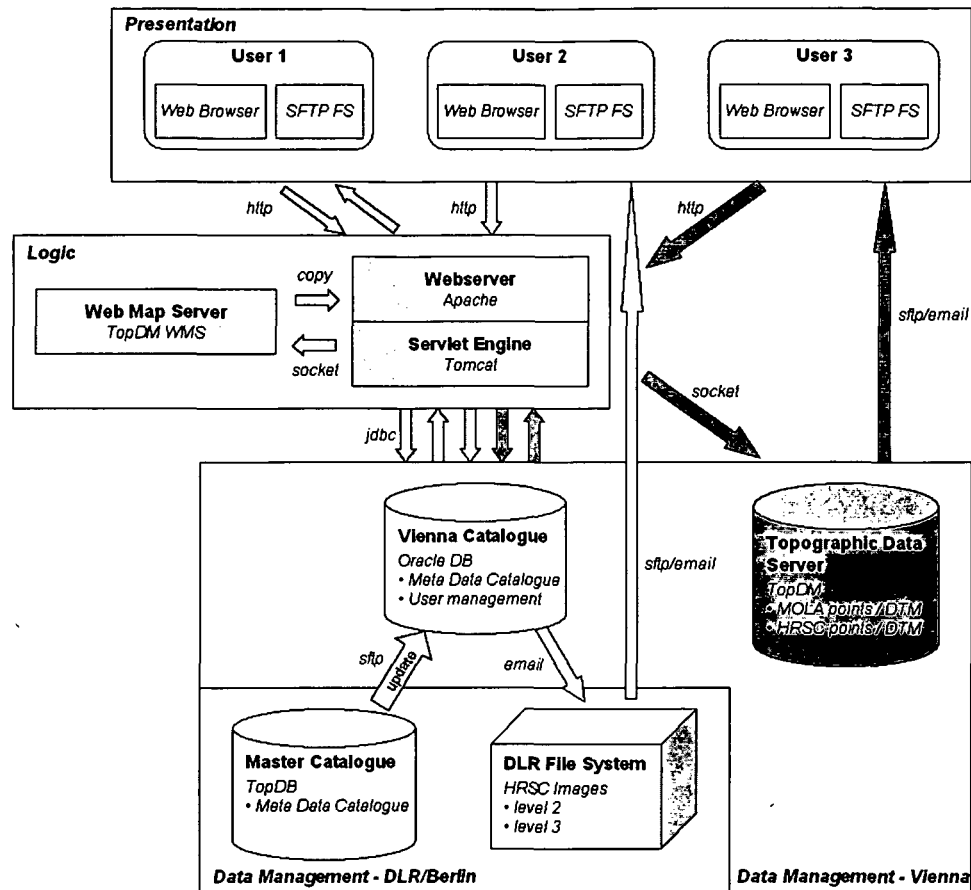 Presentation
User 1
Web Browser
SFTP FS
User 2
Web Browser
SFTP FS
User 3
Web Browser
SFTP FS
http
http
http
sftp/email
Logic
Web Map Server
TopDM WMS
copy
socket
Webserver
Apache
Servlet Engine
Tomcat
socket
jdbc
Vienna Catalogue
Oracle DB
• Meta Data Catalogue
• User management
sftp/email
Topographic Data
Server
TopDM
• MOLA points / DTM
• HRSC points / DTM
sftp
update
email
Master Catalogue
TopDB
• Meta Data Catalogue
DLR File System
HRSC Images
• level 2
• level 3
Data Management - DLR/Berlin
Data Management - Vienna